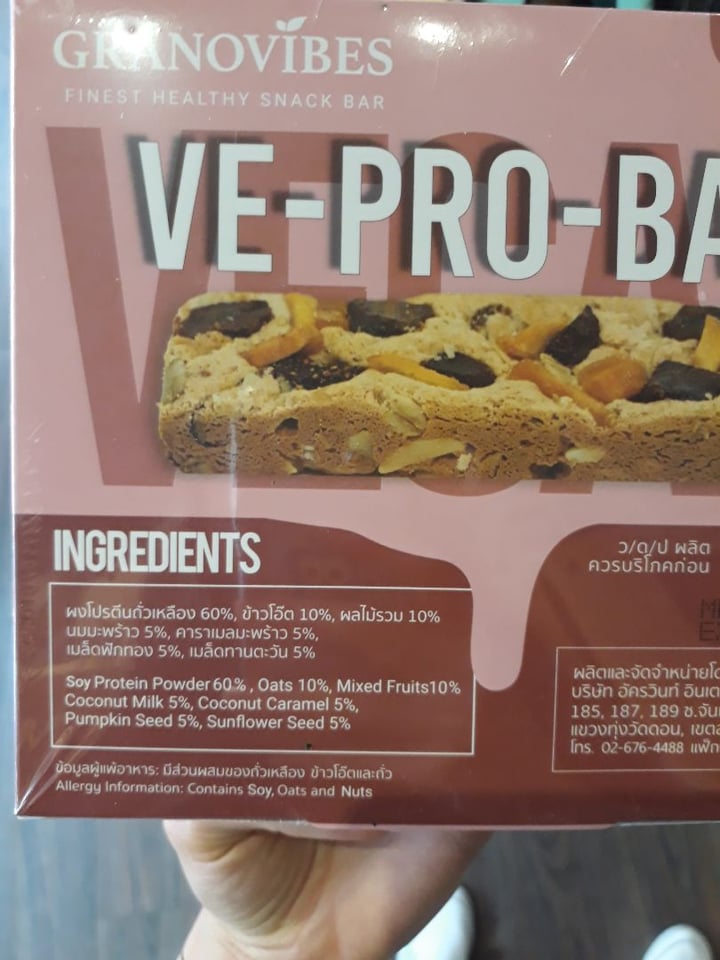 GRANOVIBES
FINEST HEALTHY SNACK BAR
VEGA
VE-PRO-BA
INGREDIENTS
ผงโปรตีนถั่วเหลือง 60%, ข้าวโอ๊ต 10%, ผลไม้รวม 10%
นมมะพร้าว 5%, คาราเมลมะพร้าว 5%,
เมล็ดฟักทอง 5%, เมล็ดทานตะวัน 5%
Soy Protein Powder 60% , Oats 10%, Mixed Fruits10%
Coconut Milk 5%, Coconut Caramel 5%,
Pumpkin Seed 5%, Sunflower Seed 5%
ข้อมูลผู้แพ้อาหาร: มีส่วนผสมของถั่วเหลือง ข้าวโอ๊ตและถั่ว
Allergy Information: Contains Soy, Oats and Nuts
ว/ด/ป ผลิต
ควรบริโภคก่อน
ผลิตและจัดจำหน่ายโด
บริษัท อัครวินท์ อินเต
185, 187, 189 ซ.จัน
แขวงทุ่งวัดดอน, เขตส
โทร. 02-676-4488 แฟ็ก